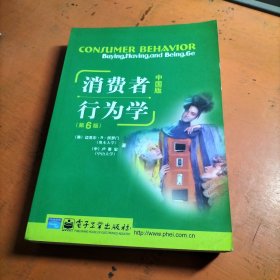 CONSUMER BEHAVIOR
Buying,Having,and Being,6e
消费者
行为学
中国版
(第6版)
电子工业出版社
http://www.phei.com.cn